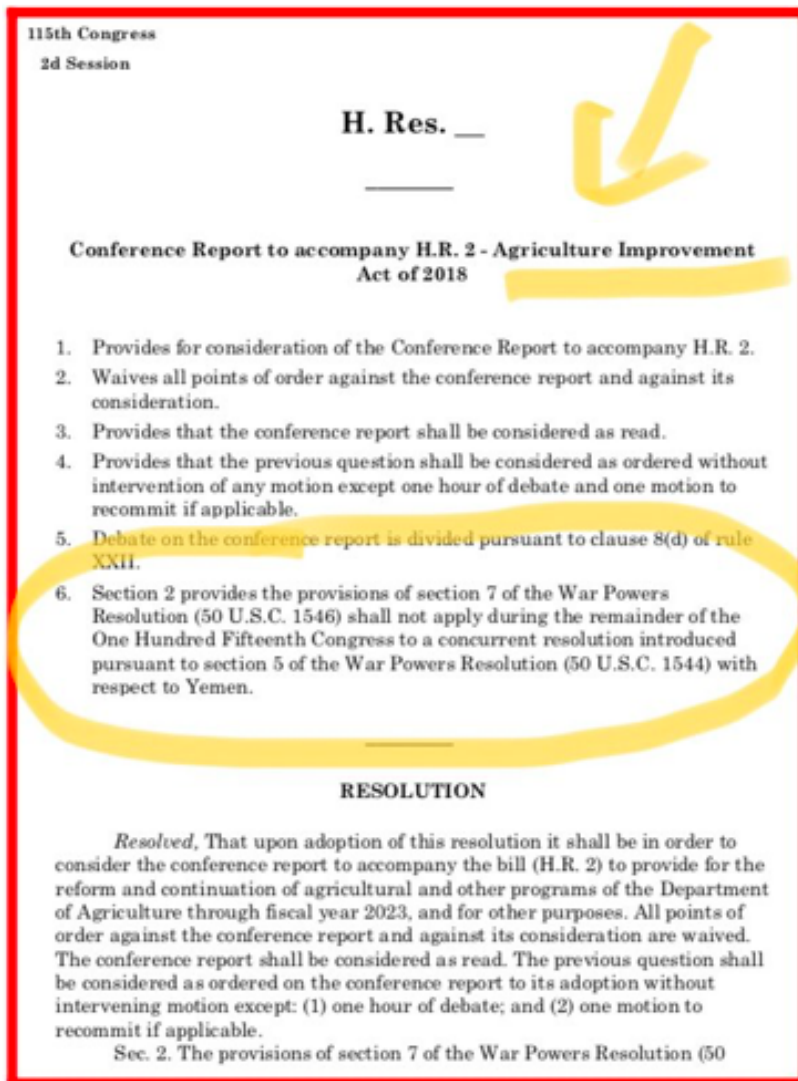 115th Congress
2d Session
H. Res. __
Conference Report to accompany H.R. 2 - Agriculture Improvement
Act of 2018
1. Provides for consideration of the Conference Report to accompany H.R. 2.
2. Waives all points of order against the conference report and against its
consideration.
3. Provides that the conference report shall be considered as read.
4. Provides that the previous question shall be considered as ordered without
intervention of any motion except one hour of debate and one motion to
recommit if applicable.
5. Debate on the conference report is divided pursuant to clause 8(d) of rule
XXII.
6. Section 2 provides the provisions of section 7 of the War Powers
Resolution (50 U.S.C. 1546) shall not apply during the remainder of the
One Hundred Fifteenth Congress to a concurrent resolution introduced
pursuant to section 5 of the War Powers Resolution (50 U.S.C. 1544) with
respect to Yemen.
RESOLUTION
Resolved, That upon adoption of this resolution it shall be in order to
consider the conference report to accompany the bill (H.R. 2) to provide for the
reform and continuation of agricultural and other programs of the Department
of Agriculture through fiscal year 2023, and for other purposes. All points of
order against the conference report and against its consideration are waived.
The conference report shall be considered as read. The previous question shall
be considered as ordered on the conference report to its adoption without
intervening motion except: (1) one hour of debate; and (2) one motion to
recommit if applicable.
Sec. 2. The provisions of section 7 of the War Powers Resolution (50